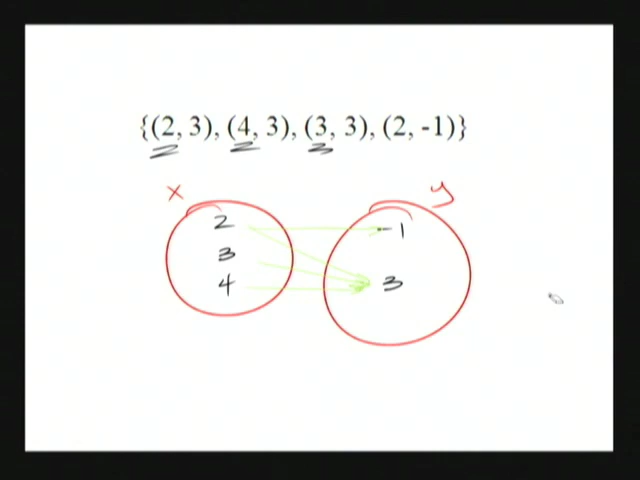 {(2, 3), (4, 3), (3, 3), (2, -1)}
x y
2 -1
3
4 3